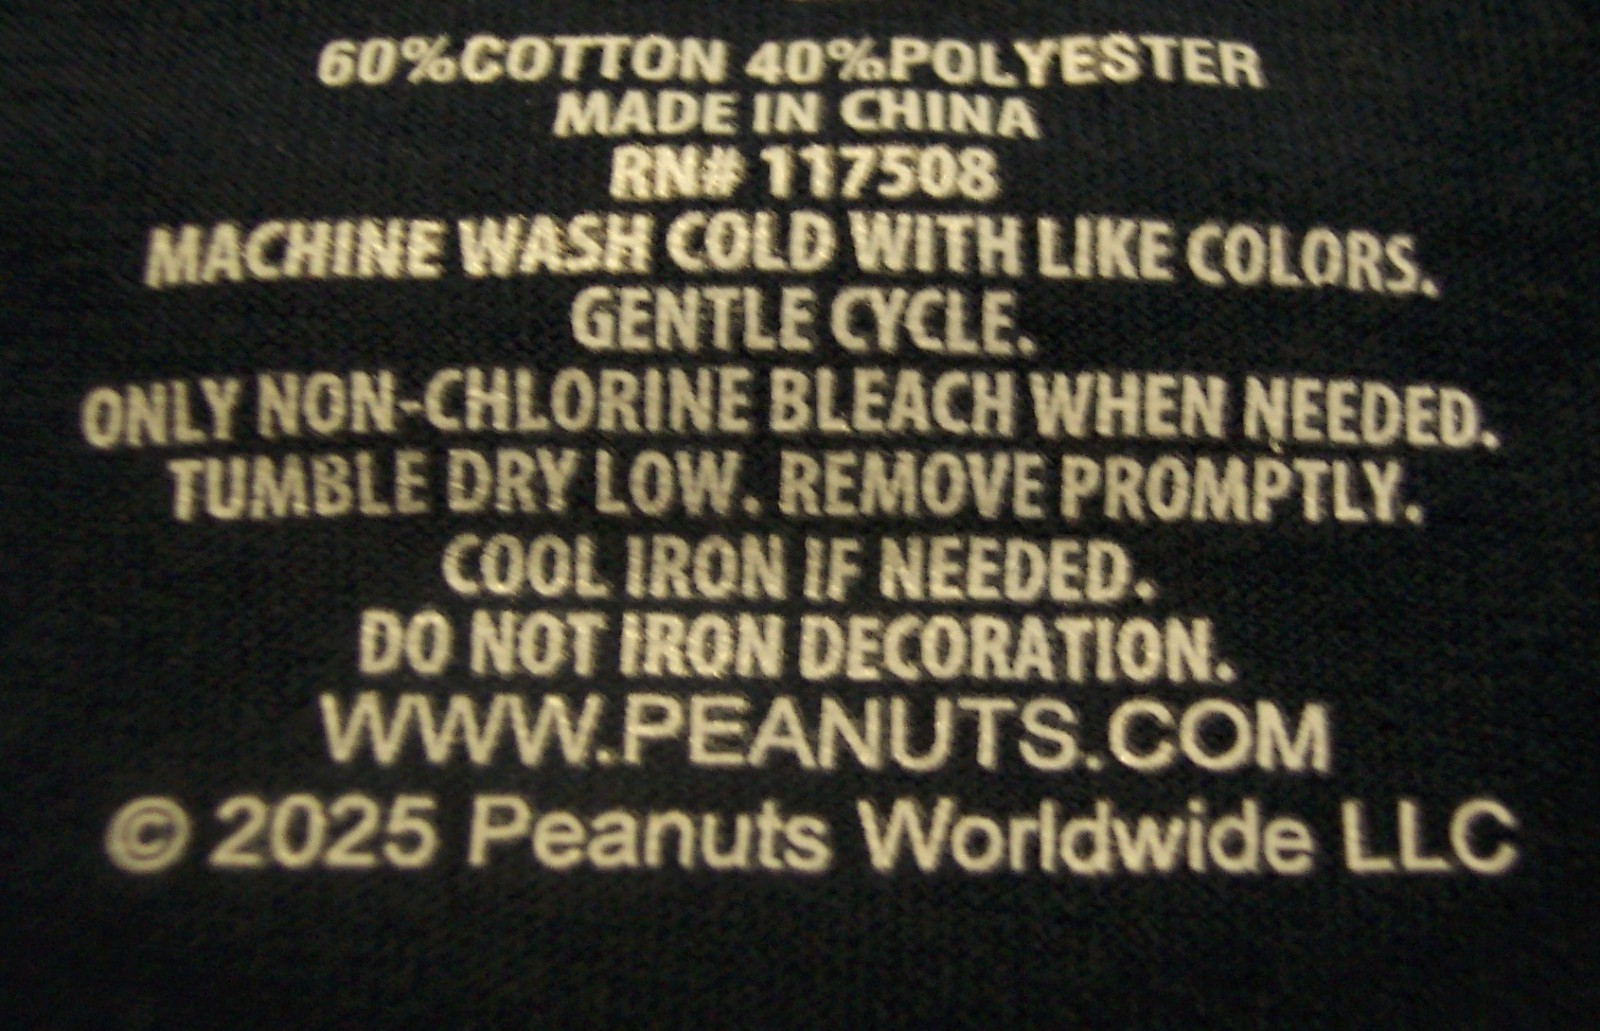 60%COTTON 40%POLYESTER
MADE IN CHINA
RN# 117508
MACHINE WASH COLD WITH LIKE COLORS.
GENTLE CYCLE.
ONLY NON-CHLORINE BLEACH WHEN NEEDED.
TUMBLE DRY LOW. REMOVE PROMPTLY.
COOL IRON IF NEEDED.
DO NOT IRON DECORATION.
WWW.PEANUTS.COM
© 2025 Peanuts Worldwide LLC